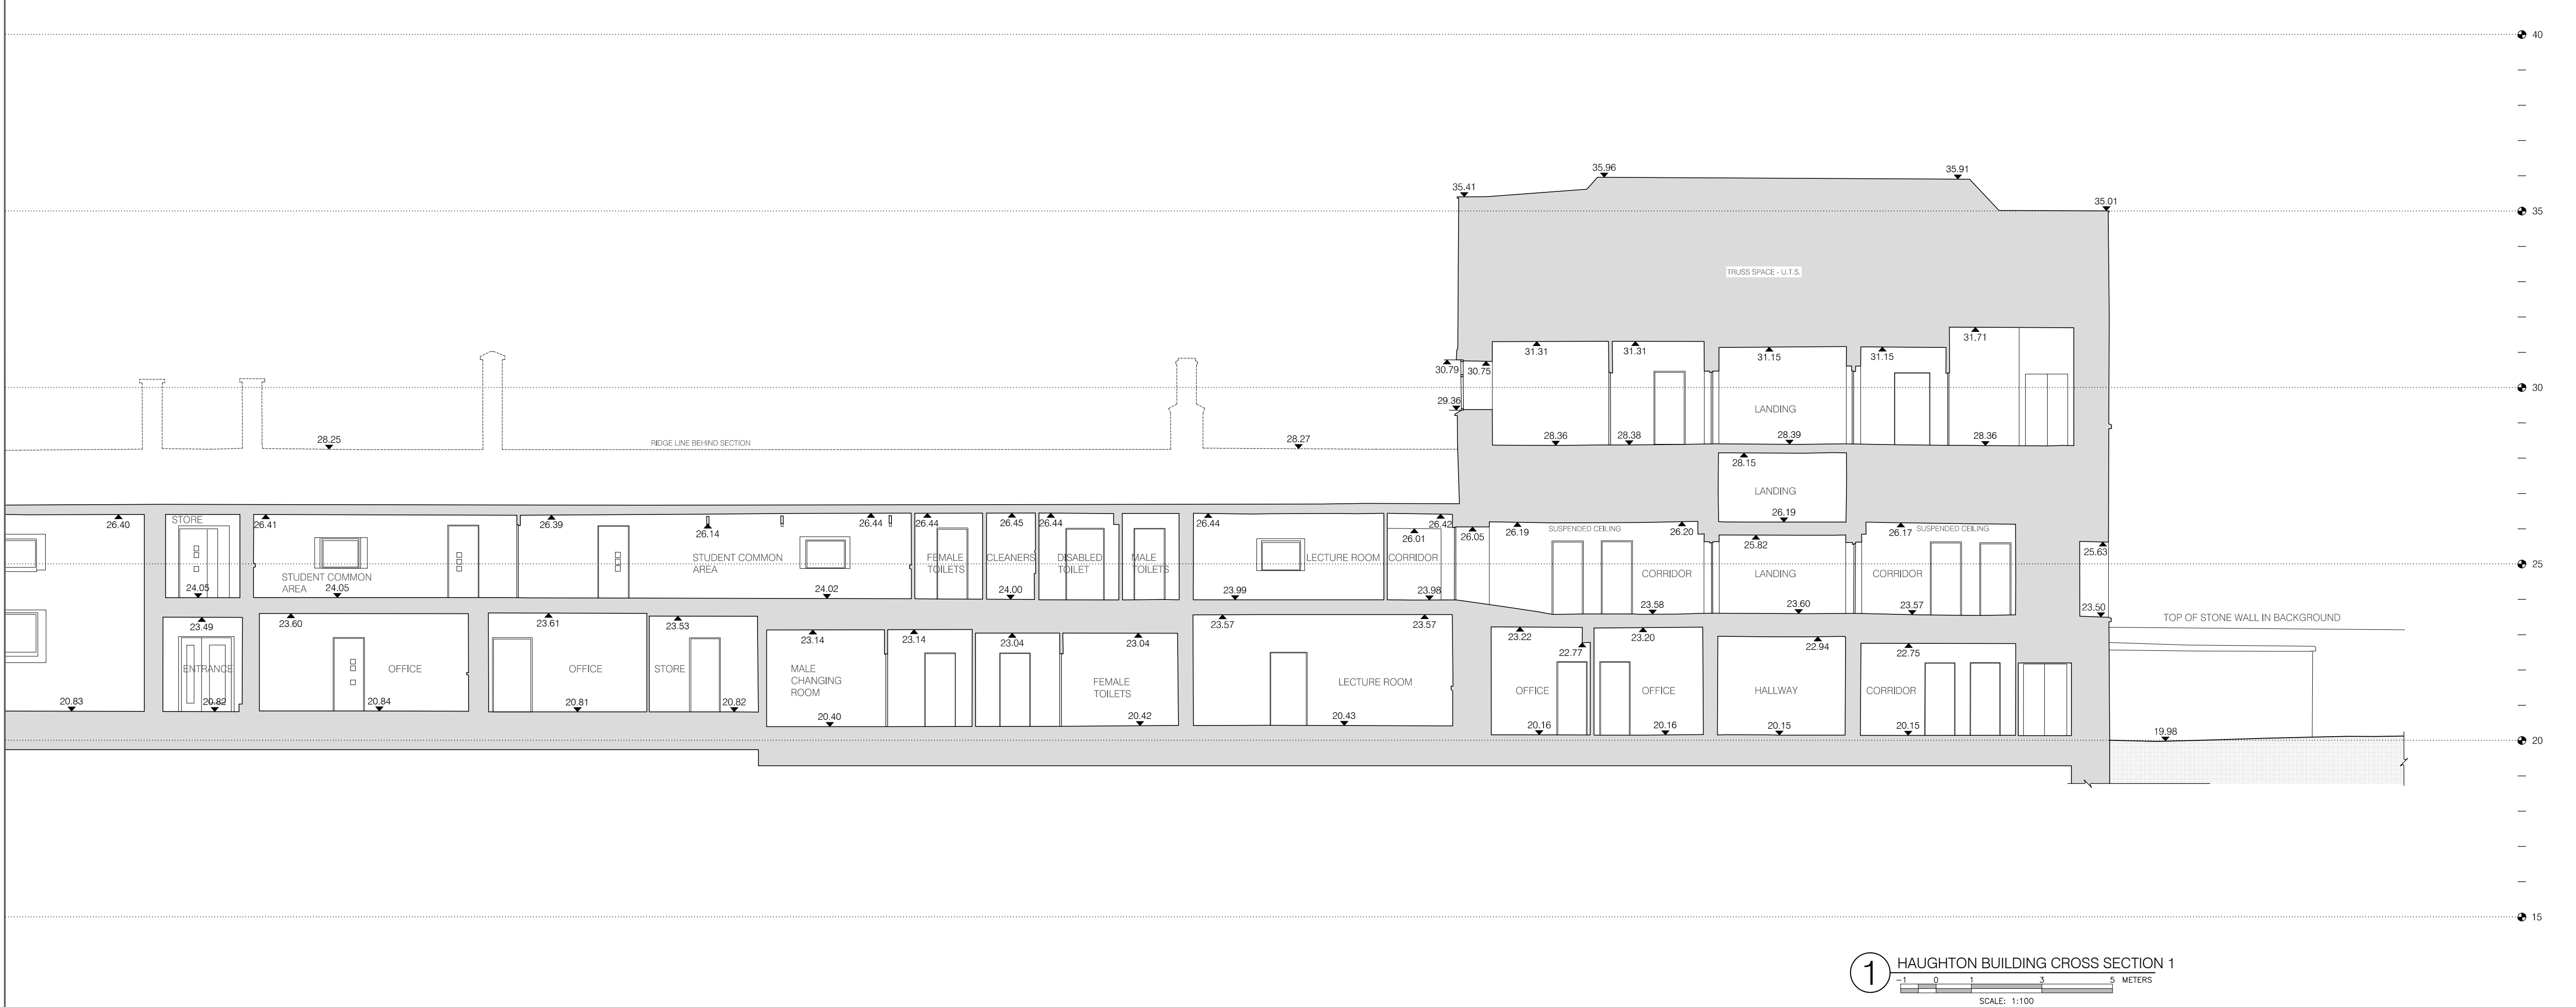 40
35.96
35.91
35.41
35.01
35
TRUSS SPACE - U.T.S.
31.71
31.31
31.31
31.15
31.15
30.79
30.75
30
29.36
LANDING
28.25
RIDGE LINE BEHIND SECTION
28.27
28.36
28.38
28.39
28.36
28.15
LANDING
26.19
26.40
STORE
26.41
26.39
26.14
26.44
26.44
26.45
26.44
26.44
26.42
26.01
26.05
26.19
SUSPENDED CEILING
26.20
25.82
26.17
SUSPENDED CEILING
25.63
STUDENT COMMON
AREA
STUDENT COMMON
AREA
FEMALE
TOILETS
CLEANERS
DISABLED
TOILET
MALE
TOILETS
LECTURE ROOM
CORRIDOR
CORRIDOR
LANDING
CORRIDOR
25
24.05
24.05
24.02
24.00
23.99
23.98
23.58
23.60
23.57
23.50
TOP OF STONE WALL IN BACKGROUND
23.49
23.60
23.61
23.53
23.14
23.14
23.04
23.04
23.57
23.57
23.22
22.77
23.20
22.94
22.75
ENTRANCE
OFFICE
OFFICE
STORE
MALE
CHANGING
ROOM
FEMALE
TOILETS
LECTURE ROOM
OFFICE
OFFICE
HALLWAY
CORRIDOR
20.83
20.82
20.84
20.81
20.82
20.40
20.42
20.43
20.16
20.16
20.15
20.15
19.98
20
15
1
HAUGHTON BUILDING CROSS SECTION 1
-1 0 1 3 5 METERS
SCALE: 1:100